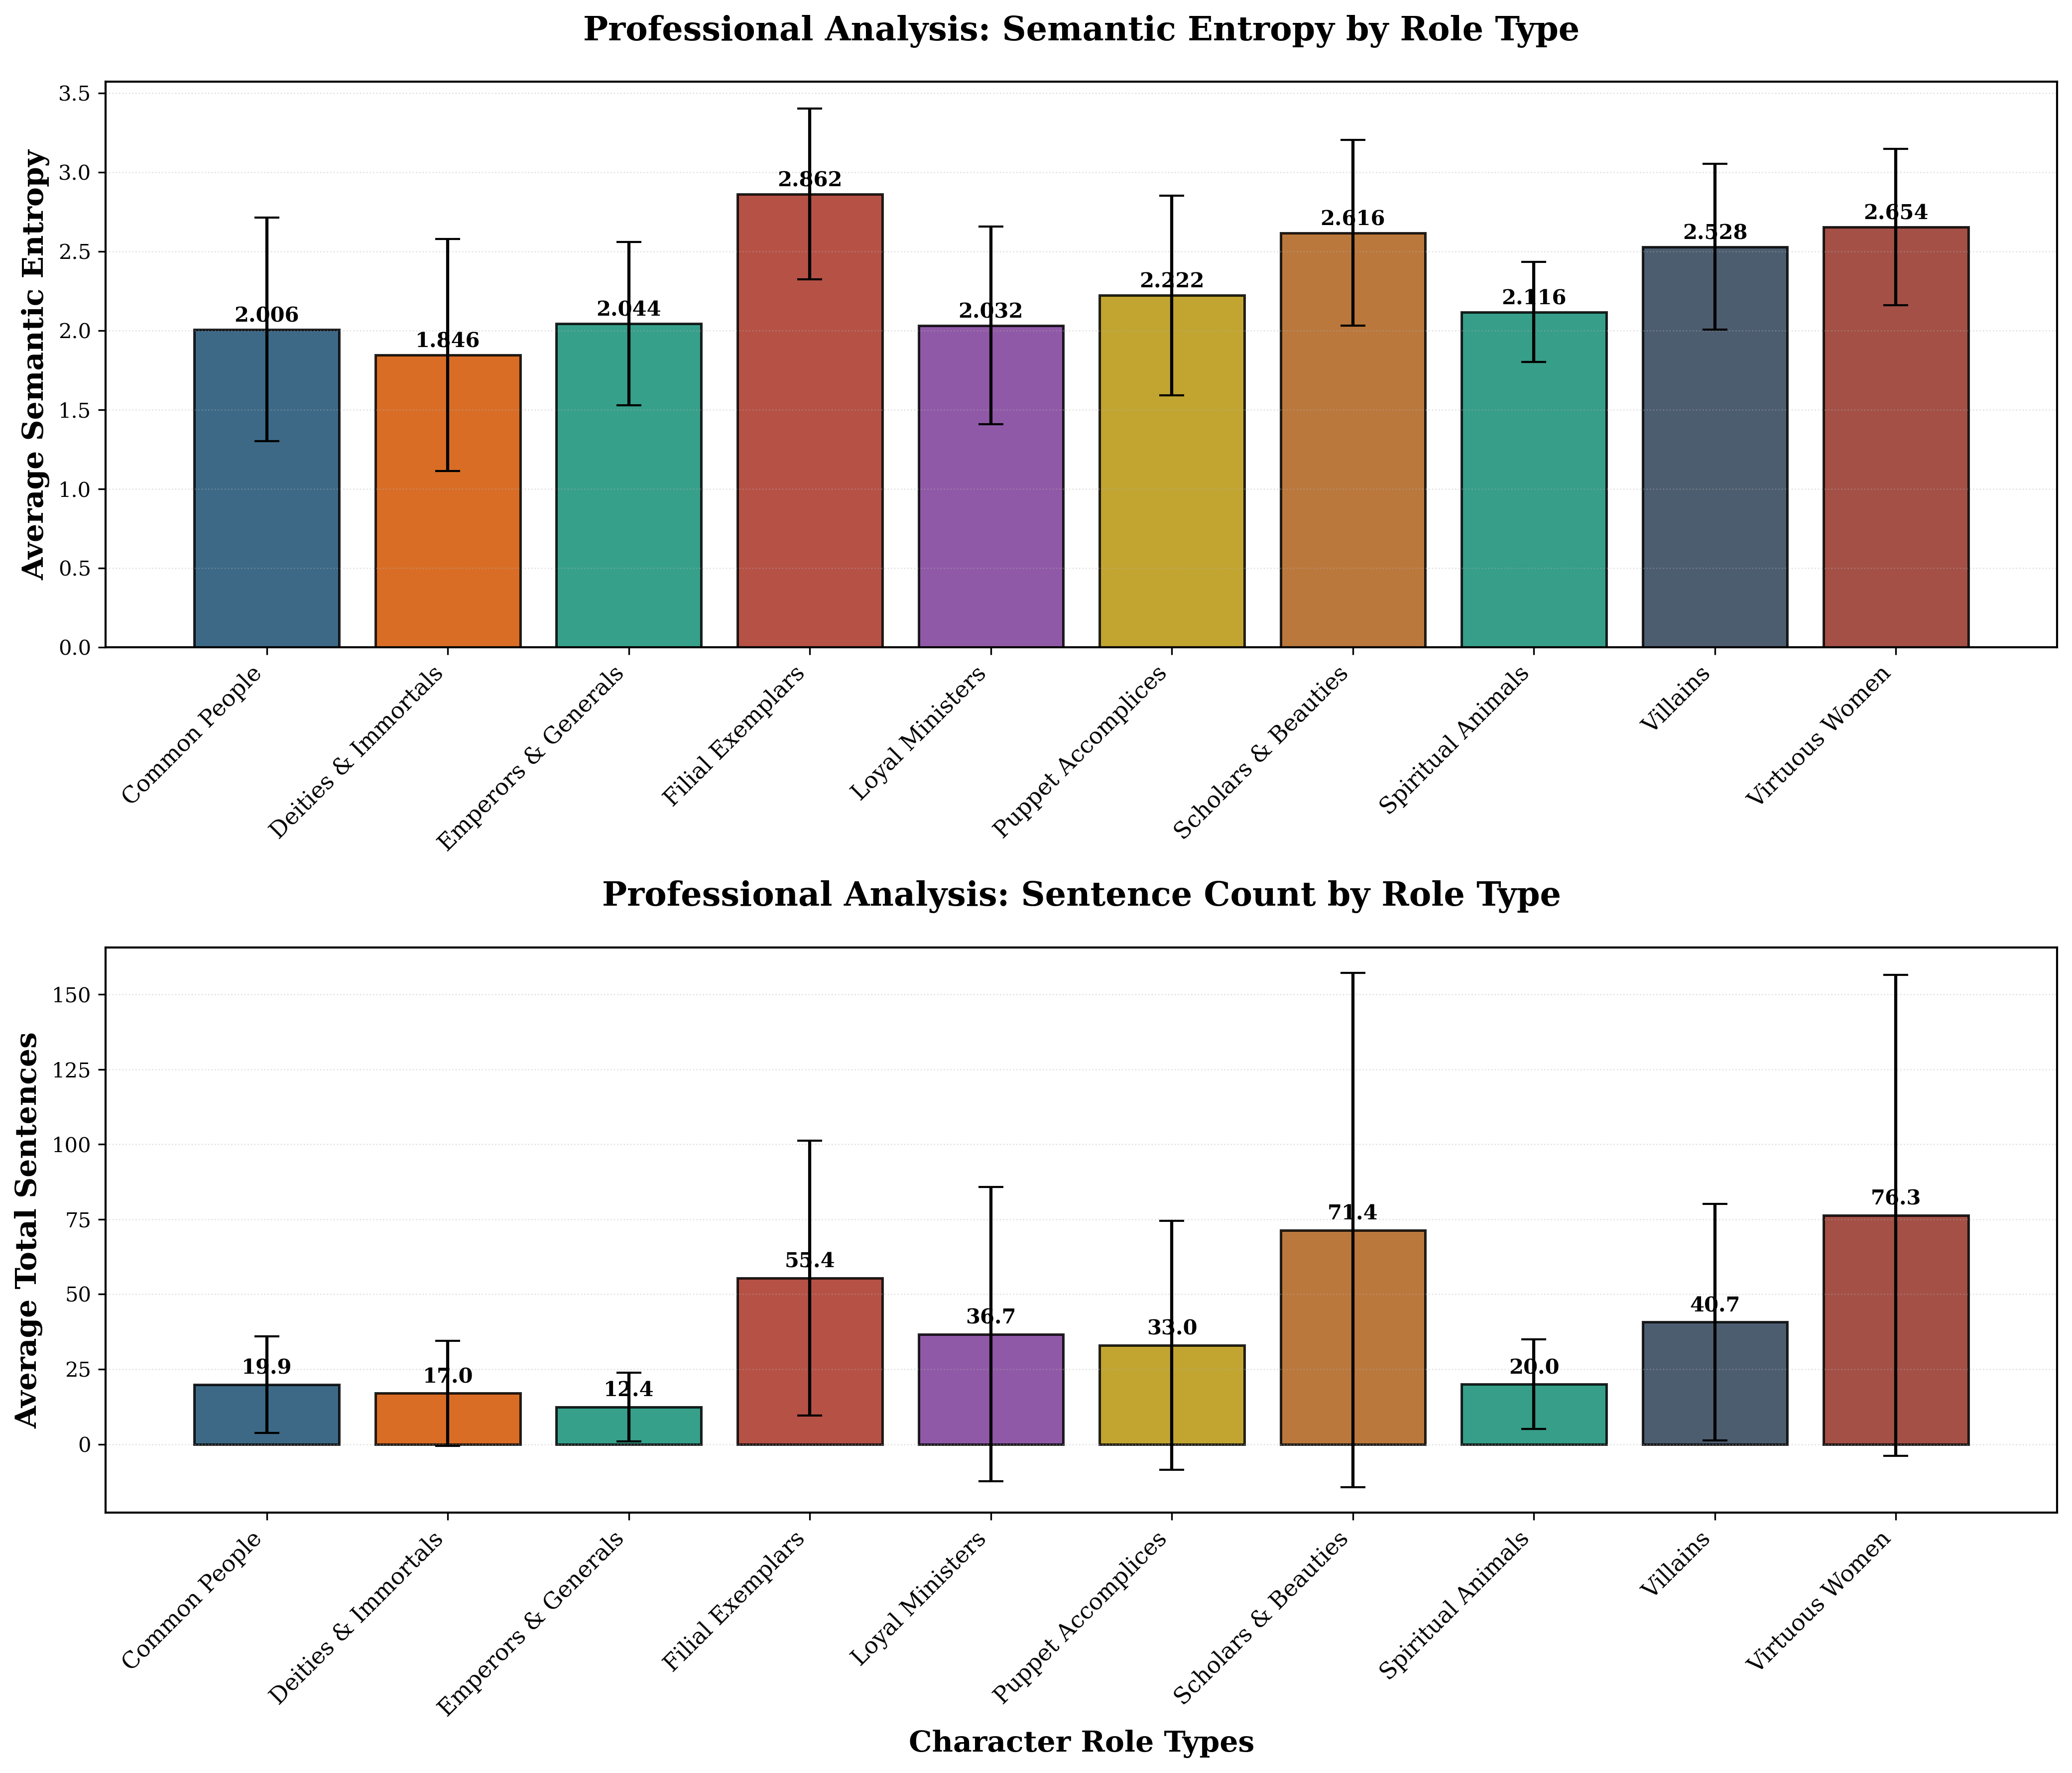 Professional Analysis: Semantic Entropy by Role Type
Average Semantic Entropy
3.5
3.0
2.5
2.0
1.5
1.0
0.5
0.0
2.006
1.846
2.044
2.862
2.032
2.222
2.616
2.116
2.528
2.654
Common People
Deities & Immortals
Emperors & Generals
Filial Exemplars
Loyal Ministers
Puppet Accomplices
Scholars & Beauties
Spiritual Animals
Villains
Virtuous Women
Professional Analysis: Sentence Count by Role Type
Average Total Sentences
150
125
100
75
50
25
0
19.9
17.0
12.4
55.4
36.7
33.0
71.4
20.0
40.7
76.3
Common People
Deities & Immortals
Emperors & Generals
Filial Exemplars
Loyal Ministers
Puppet Accomplices
Scholars & Beauties
Spiritual Animals
Villains
Virtuous Women
Character Role Types